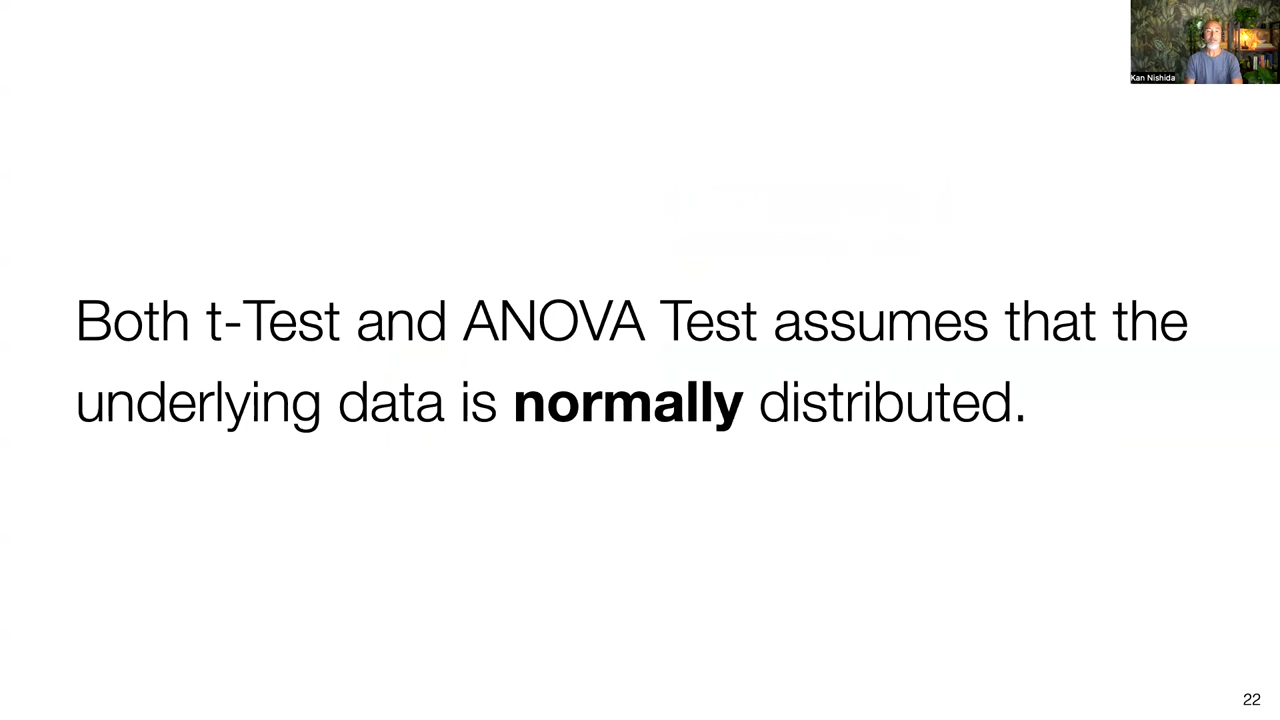 Kan Nishida
Both t-Test and ANOVA Test assumes that the
underlying data is normally distributed.
22